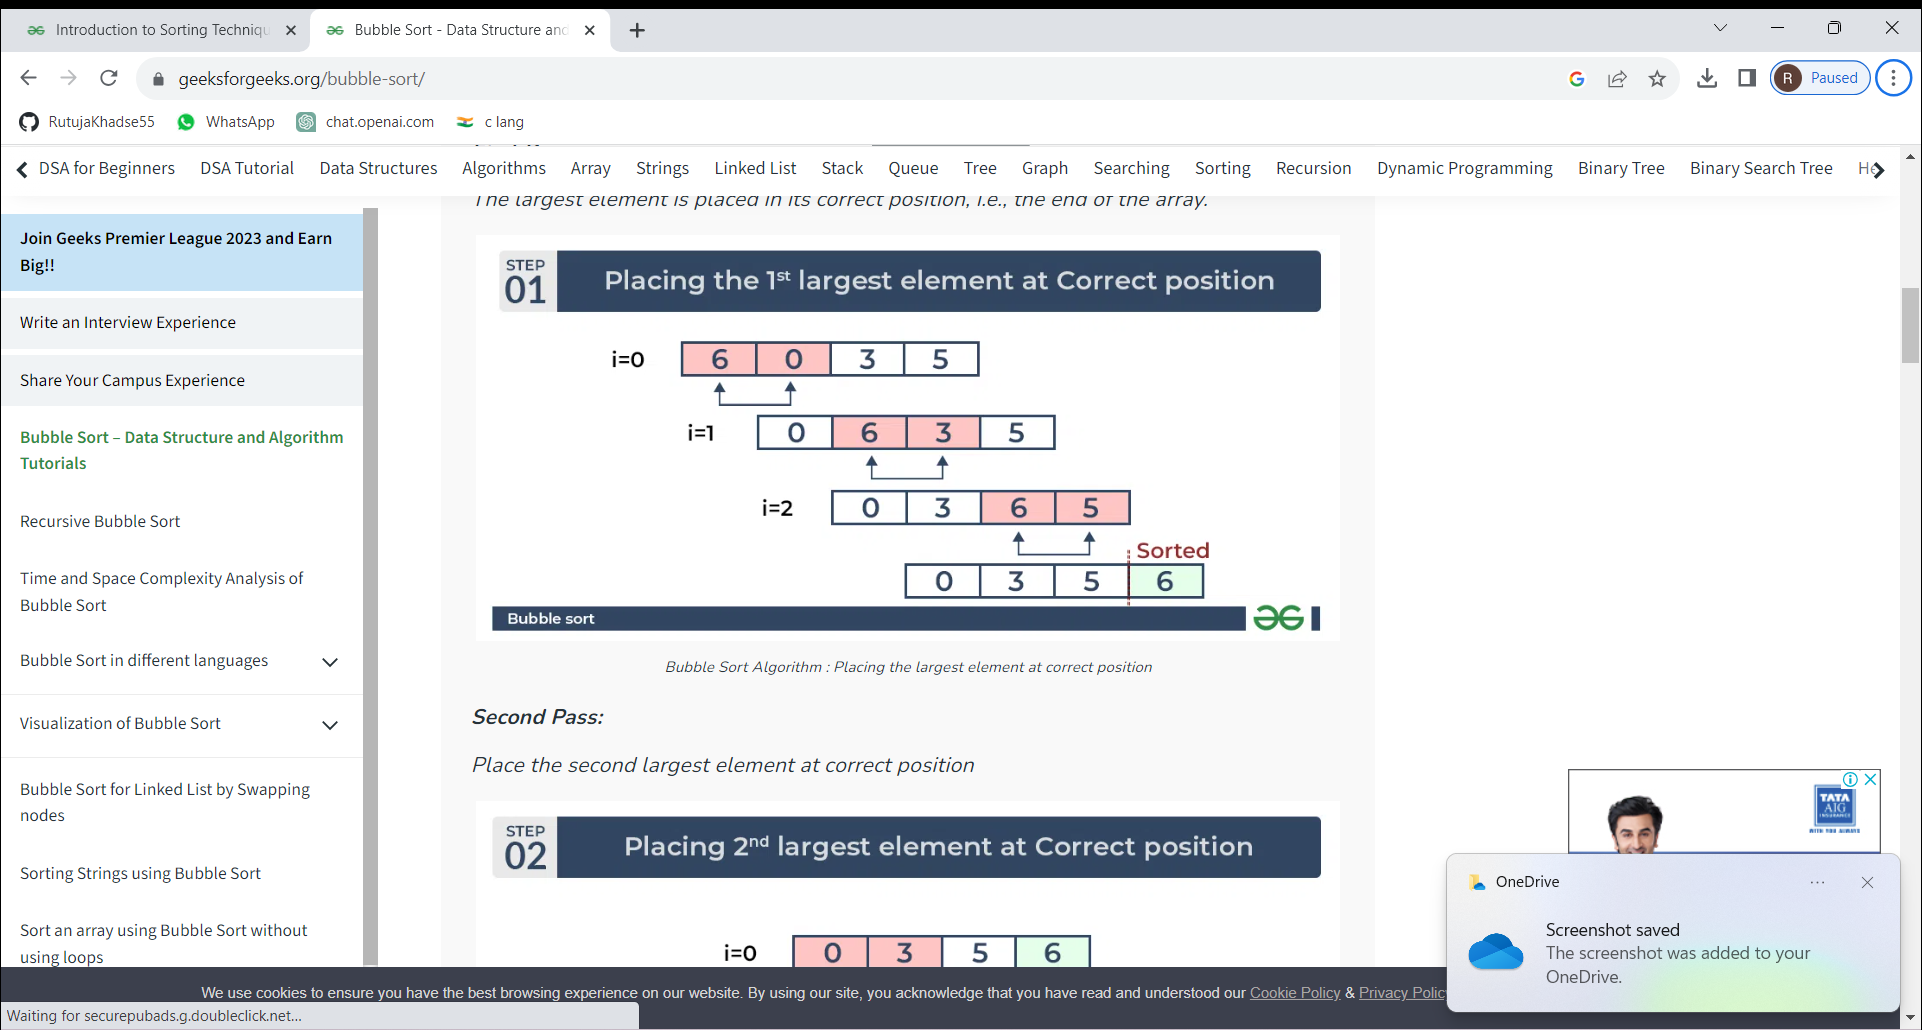 Introduction to Sorting Techniqu
Bubble Sort - Data Structure and
geeksforgeeks.org/bubble-sort/
R Paused
RutujaKhadse55 WhatsApp chat.openai.com c lang
DSA for Beginners DSA Tutorial Data Structures Algorithms Array Strings Linked List Stack Queue Tree Graph Searching Sorting Recursion Dynamic Programming Binary Tree Binary Search Tree
Join Geeks Premier League 2023 and Earn
Big!!
Write an Interview Experience
Share Your Campus Experience
Bubble Sort – Data Structure and Algorithm
Tutorials
Recursive Bubble Sort
Time and Space Complexity Analysis of
Bubble Sort
Bubble Sort in different languages
Visualization of Bubble Sort
Bubble Sort for Linked List by Swapping
nodes
Sorting Strings using Bubble Sort
Sort an array using Bubble Sort without
using loops
The largest element is placed in its correct position, i.e., the end of the array.
STEP
01
Placing the 1st largest element at Correct position
i=0 6 0 3 5
i=1 0 6 3 5
i=2 0 3 6 5
Sorted
0 3 5 6
Bubble sort
Bubble Sort Algorithm : Placing the largest element at correct position
Second Pass:
Place the second largest element at correct position
STEP
02
Placing 2nd largest element at Correct position
i=0 0 3 5 6
TATA
AIG
INSURANCE
WITH YOU ALWAYS
OneDrive
Screenshot saved
The screenshot was added to your
OneDrive.
We use cookies to ensure you have the best browsing experience on our website. By using our site, you acknowledge that you have read and understood our Cookie Policy & Privacy Polic
Waiting for securepubads.g.doubleclick.net...